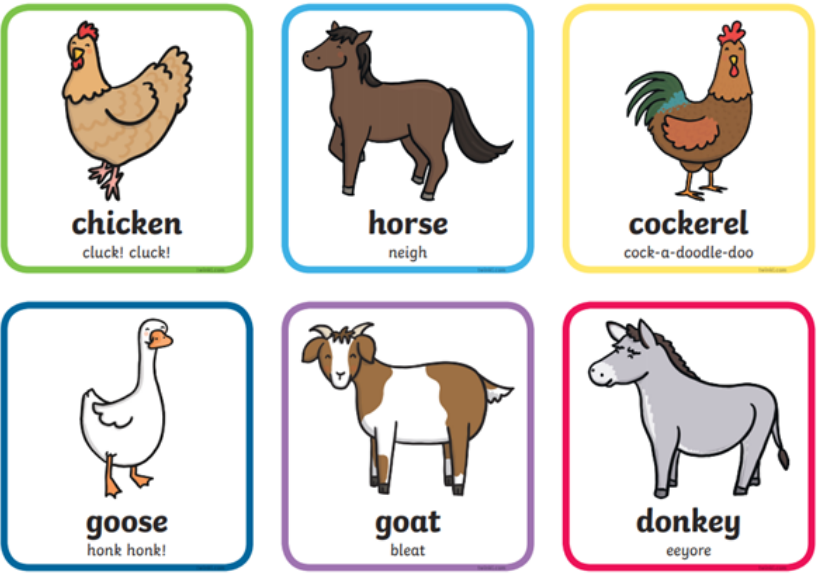 chicken
cluck! cluck!
horse
neigh
cockerel
cock-a-doodle-doo
goose
honk honk!
goat
bleat
donkey
eeyore